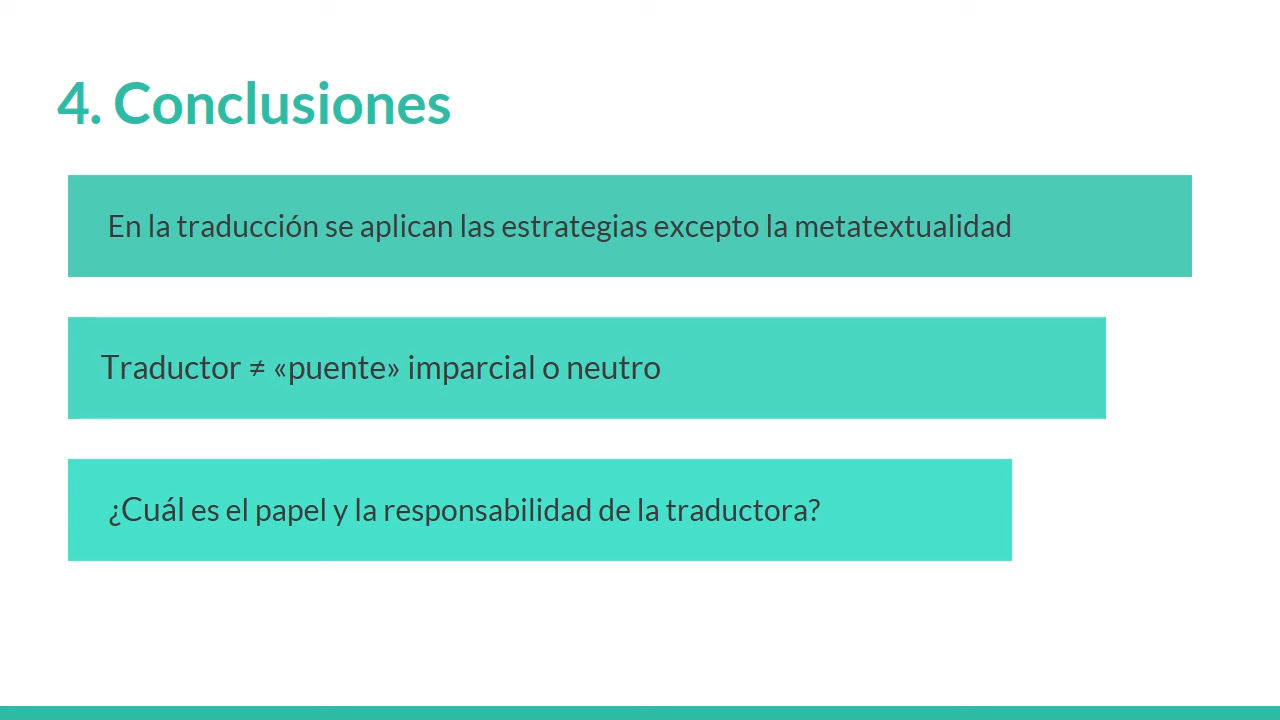 4. Conclusiones
En la traducción se aplican las estrategias excepto la metatextualidad
Traductor ≠ «puente» imparcial o neutro
¿Cuál es el papel y la responsabilidad de la traductora?